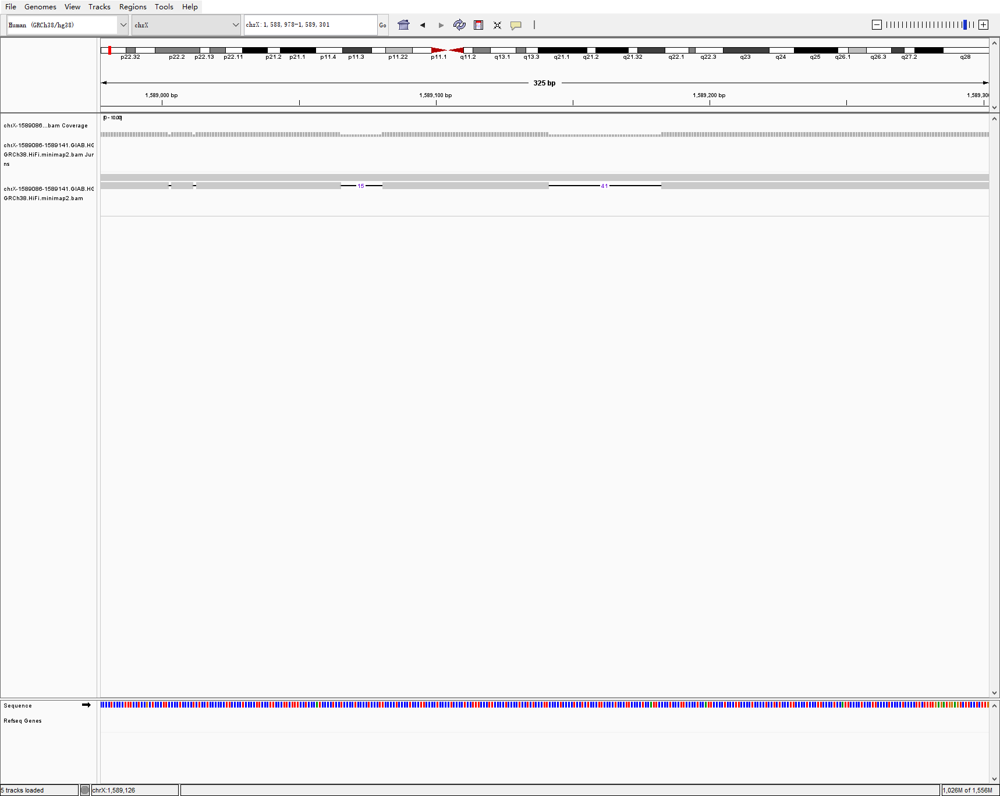 File Genomes View Tracks Regions Tools Help
Human (GRCh38/hg38) chrX chrX:1,588,978-1,589,301 Go
p22.32 p22.2 p22.13 p22.11 p21.2 p21.1 p11.4 p11.3 p11.22 p11.1 q11.2 q13.1 q13.3 q21.1 q21.2 q21.32 q22.1 q22.3 q23 q24 q25 q26.1 q26.3 q27.2 q28
325 bp
1,589,000 bp 1,589,100 bp 1,589,200 bp 1,589,300
[0 - 10.00]
chrX-1589086...bam Coverage
chrX-1589086-1589141.GIAB.HG
GRCh38.HiFi.minimap2.bam Jun
ns
15 41
chrX-1589086-1589141.GIAB.HG
GRCh38.HiFi.minimap2.bam
Sequence
Refseq Genes
5 tracks loaded chrX:1,589,126 1,026M of 1,556M